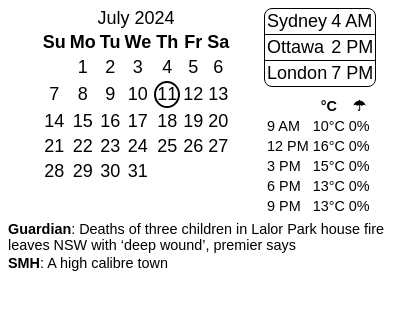 July 2024
Su Mo Tu We Th Fr Sa
1 2 3 4 5 6
7 8 9 10 11 12 13
14 15 16 17 18 19 20
21 22 23 24 25 26 27
28 29 30 31
Sydney 4 AM
Ottawa 2 PM
London 7 PM
°C ☂
9 AM 10°C 0%
12 PM 16°C 0%
3 PM 15°C 0%
6 PM 13°C 0%
9 PM 13°C 0%
Guardian: Deaths of three children in Lalor Park house fire
leaves NSW with ‘deep wound’, premier says
SMH: A high calibre town